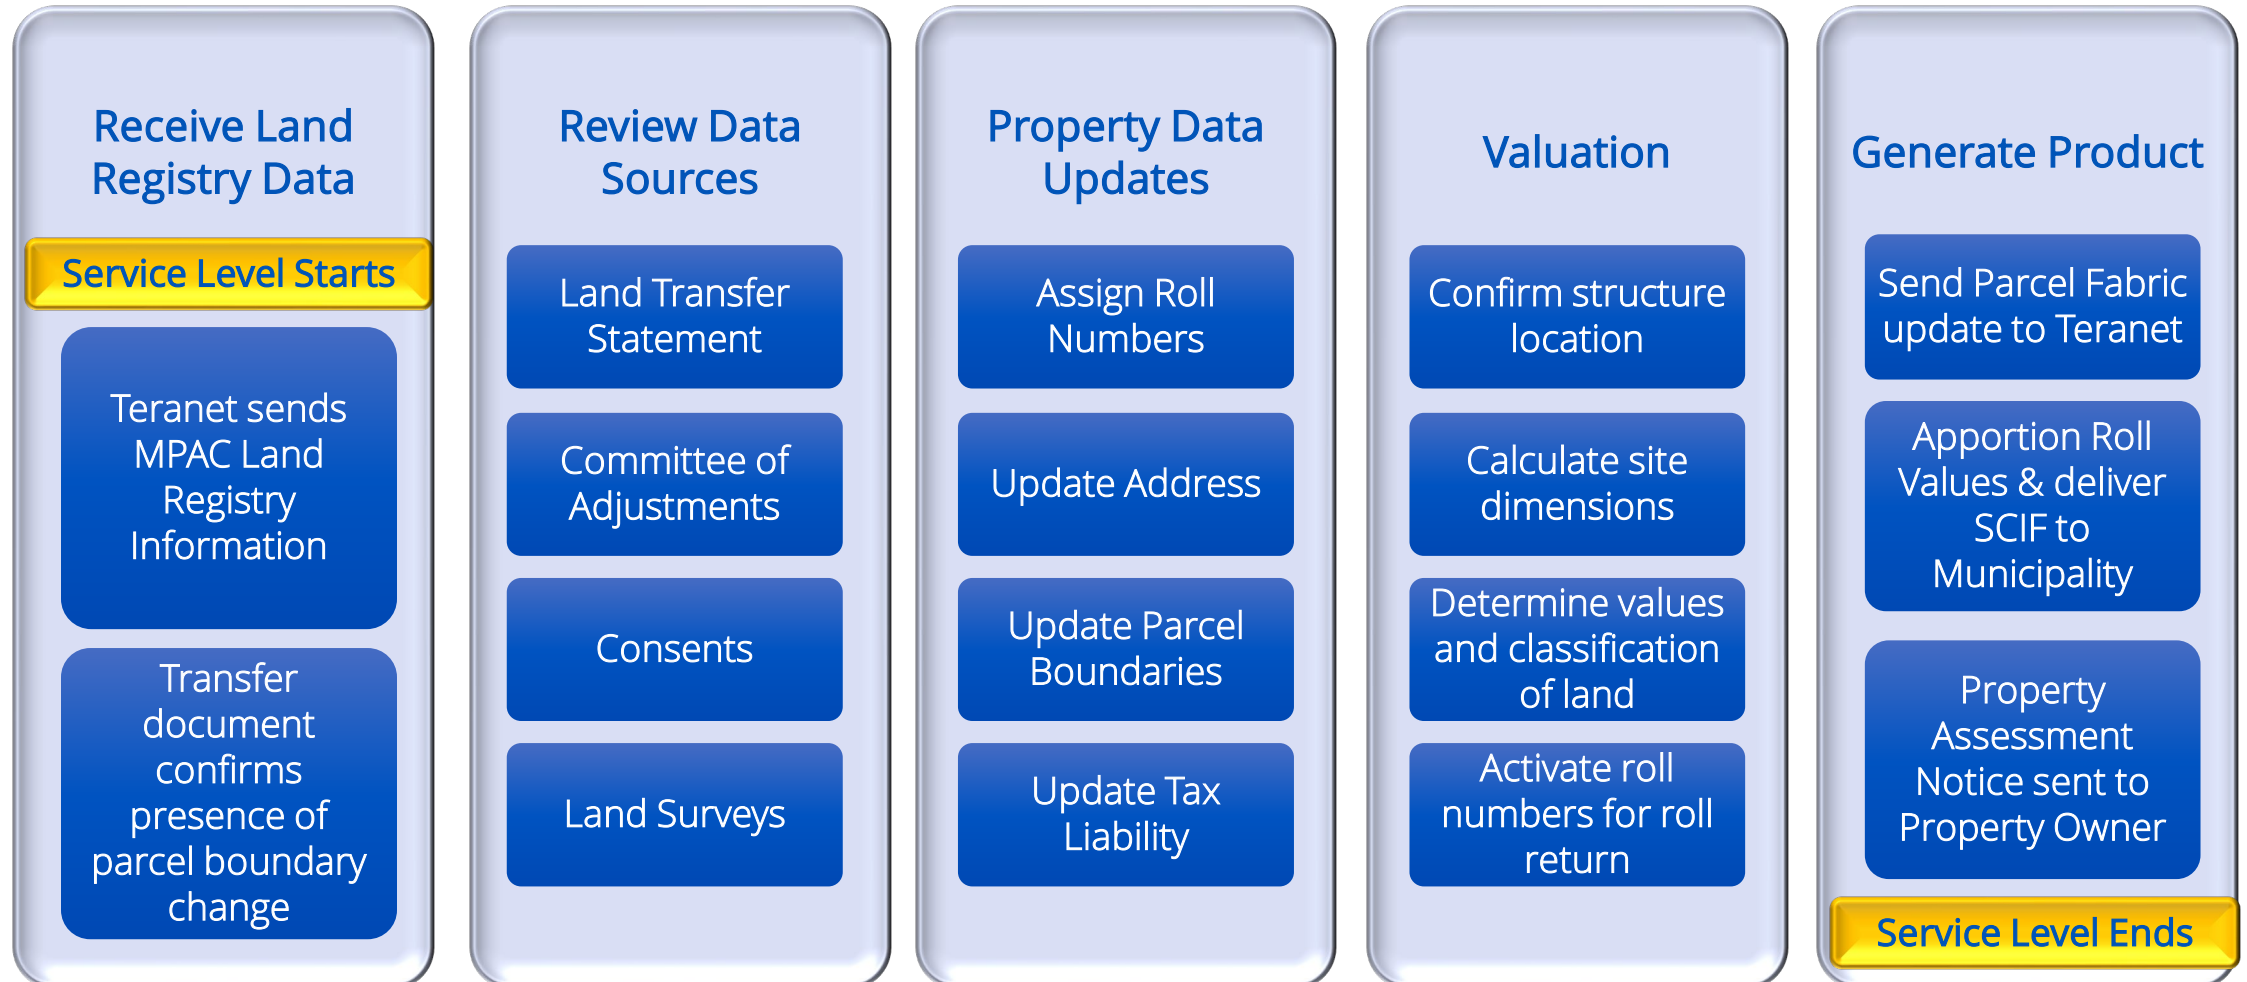 Receive Land
Registry Data
Service Level Starts
Teranet sends
MPAC Land
Registry
Information
Transfer
document
confirms
presence of
parcel boundary
change
Review Data
Sources
Land Transfer
Statement
Committee of
Adjustments
Consents
Land Surveys
Property Data
Updates
Assign Roll
Numbers
Update Address
Update Parcel
Boundaries
Update Tax
Liability
Valuation
Confirm structure
location
Calculate site
dimensions
Determine values
and classification
of land
Activate roll
numbers for roll
return
Generate Product
Send Parcel Fabric
update to Teranet
Apportion Roll
Values & deliver
SCIF to
Municipality
Property
Assessment
Notice sent to
Property Owner
Service Level Ends